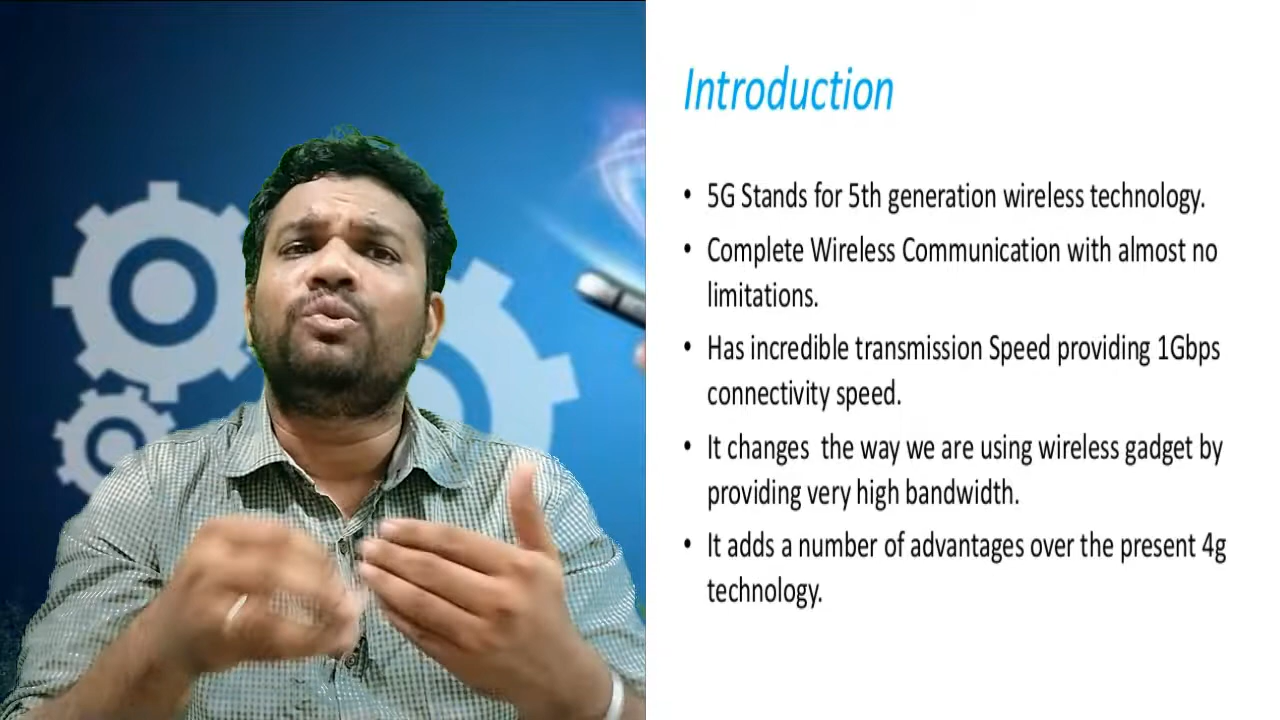 Introduction
• 5G Stands for 5th generation wireless technology.
• Complete Wireless Communication with almost no
limitations.
• Has incredible transmission Speed providing 1Gbps
connectivity speed.
• It changes  the way we are using wireless gadget by
providing very high bandwidth.
• It adds a number of advantages over the present 4g
technology.